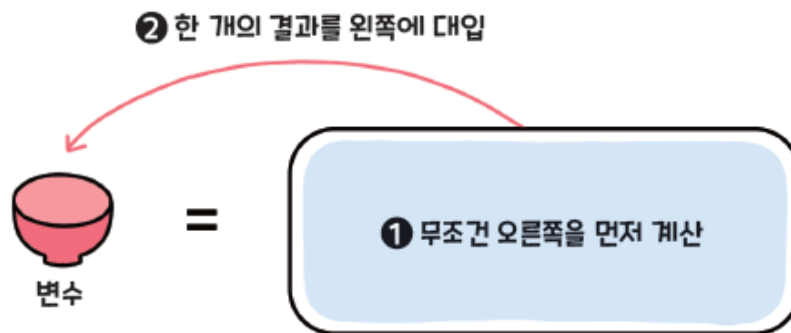 ❷ 한 개의 결과를 왼쪽에 대입
=
❶ 무조건 오른쪽을 먼저 계산
변수